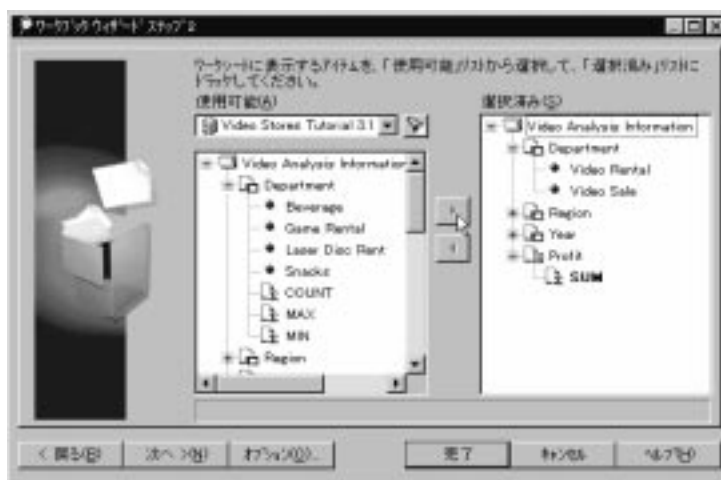 ワークブック ウィザード ステップ 2
ワークシートに表示するアイテムを、「使用可能」リストから選択して、「選択済み」リストに
ドラッグしてください。
使用可能(A)
Video Stores Tutorial 3.1
Video Analysis Information
Department
Beverage
Game Rental
Laser Disc Rent
Snacks
COUNT
MAX
MIN
Region
選択済み(S)
Video Analysis Information
Department
Video Rental
Video Sale
Region
Year
Profit
SUM
< 戻る(B)
次へ >(N)
オプション(O)...
完了
キャンセル
ヘルプ(H)